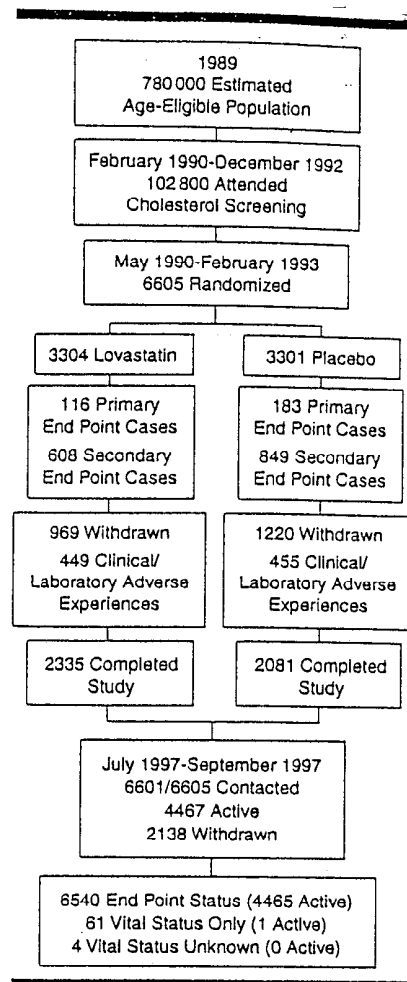 1989
780 000 Estimated
Age-Eligible Population
February 1990-December 1992
102 800 Attended
Cholesterol Screening
May 1990-February 1993
6605 Randomized
3304 Lovastatin
3301 Placebo
116 Primary
End Point Cases
608 Secondary
End Point Cases
183 Primary
End Point Cases
849 Secondary
End Point Cases
969 Withdrawn
449 Clinical/
Laboratory Adverse
Experiences
1220 Withdrawn
455 Clinical/
Laboratory Adverse
Experiences
2335 Completed
Study
2081 Completed
Study
July 1997-September 1997
6601/6605 Contacted
4467 Active
2138 Withdrawn
6540 End Point Status (4465 Active)
61 Vital Status Only (1 Active)
4 Vital Status Unknown (0 Active)